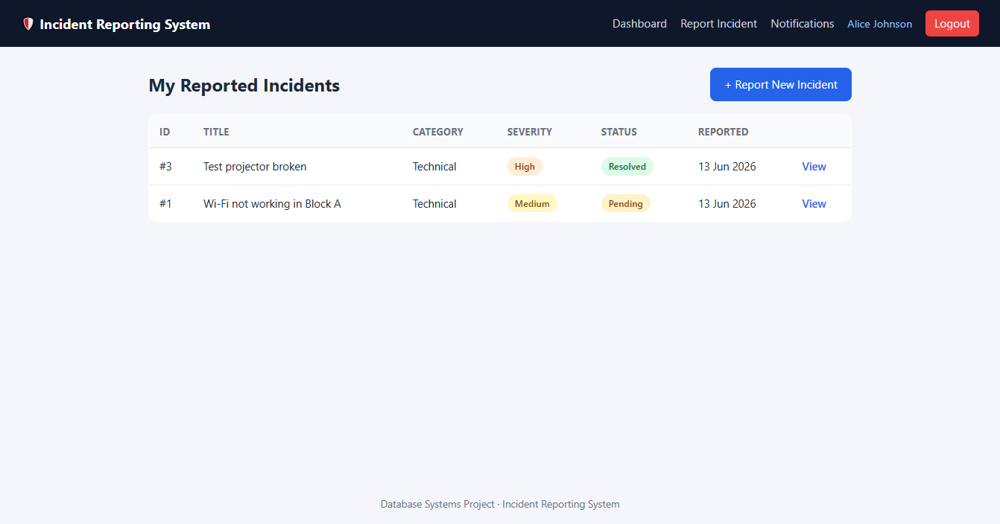 Incident Reporting System Dashboard Report Incident Notifications Alice Johnson Logout
My Reported Incidents + Report New Incident
ID TITLE CATEGORY SEVERITY STATUS REPORTED
#3 Test projector broken Technical High Resolved 13 Jun 2026 View
#1 Wi-Fi not working in Block A Technical Medium Pending 13 Jun 2026 View
Database Systems Project · Incident Reporting System